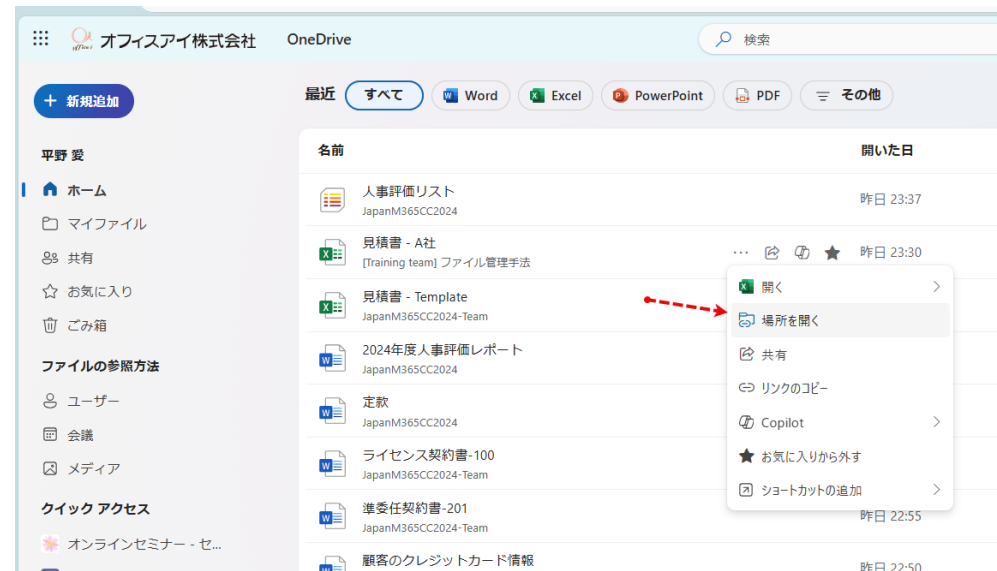 オフィスアイ株式会社 OneDrive 検索
新規追加
最近 すべて Word Excel PowerPoint PDF その他
平野 愛
ホーム
マイファイル
共有
お気に入り
ごみ箱
ファイルの参照方法
ユーザー
会議
メディア
クイック アクセス
オンラインセミナー - セ...
名前 開いた日
人事評価リスト 昨日 23:37
JapanM365CC2024
見積書 - A社 昨日 23:30
[Training team] ファイル管理手法
見積書 - Template
JapanM365CC2024-Team
2024年度人事評価レポート
JapanM365CC2024
定款
JapanM365CC2024
ライセンス契約書-100
JapanM365CC2024-Team
準委任契約書-201 昨日 22:55
JapanM365CC2024-Team
顧客のクレジットカード情報 昨日 22:50
開く
場所を開く
共有
リンクのコピー
Copilot
お気に入りから外す
ショートカットの追加